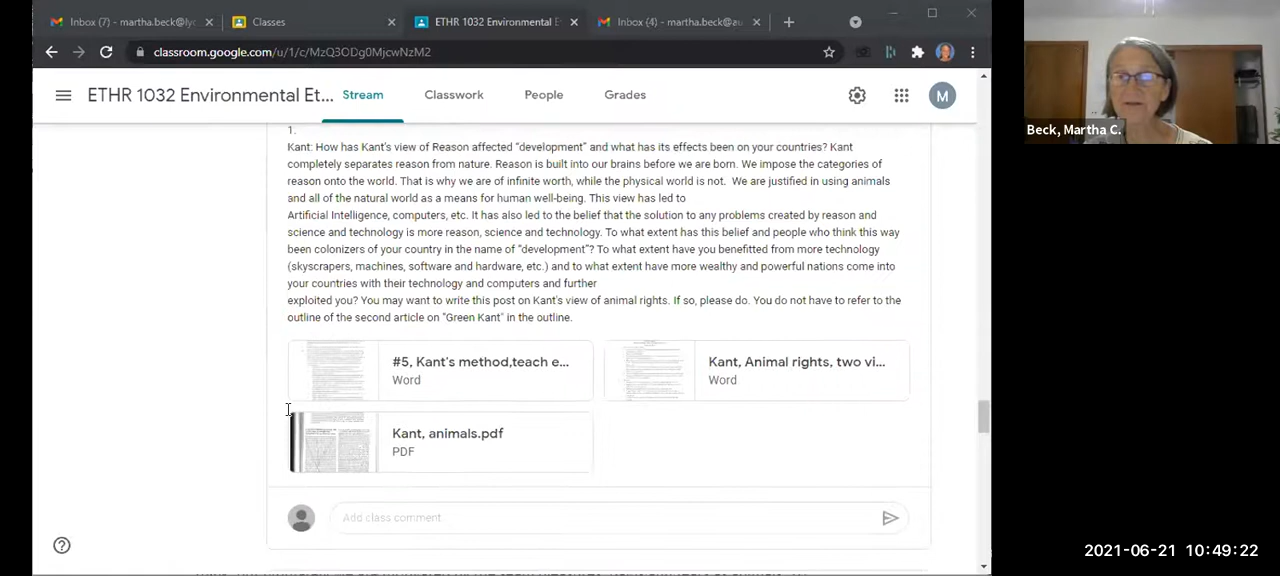 Inbox (7) - martha.beck@lyc
Classes
ETHR 1032 Environmental E
Inbox (4) - martha.beck@au
classroom.google.com/u/1/c/MzQ3ODg0MjcwNzM2
ETHR 1032 Environmental Et...
Stream
Classwork
People
Grades
M
1.
Kant: How has Kant's view of Reason affected "development" and what has its effects been on your countries? Kant
completely separates reason from nature. Reason is built into our brains before we are born. We impose the categories of
reason onto the world. That is why we are of infinite worth, while the physical world is not. We are justified in using animals
and all of the natural world as a means for human well-being. This view has led to
Artificial Intelligence, computers, etc. It has also led to the belief that the solution to any problems created by reason and
science and technology is more reason, science and technology. To what extent has this belief and people who think this way
been colonizers of your country in the name of "development"? To what extent have you benefitted from more technology
(skyscrapers, machines, software and hardware, etc.) and to what extent have more wealthy and powerful nations come into
your countries with their technology and computers and further
exploited you? You may want to write this post on Kant's view of animal rights. If so, please do. You do not have to refer to the
outline of the second article on "Green Kant" in the outline.
#5, Kant's method,teach e...
Word
Kant, Animal rights, two vi...
Word
Kant, animals.pdf
PDF
Add class comment
Beck, Martha C.
2021-06-21 10:49:22